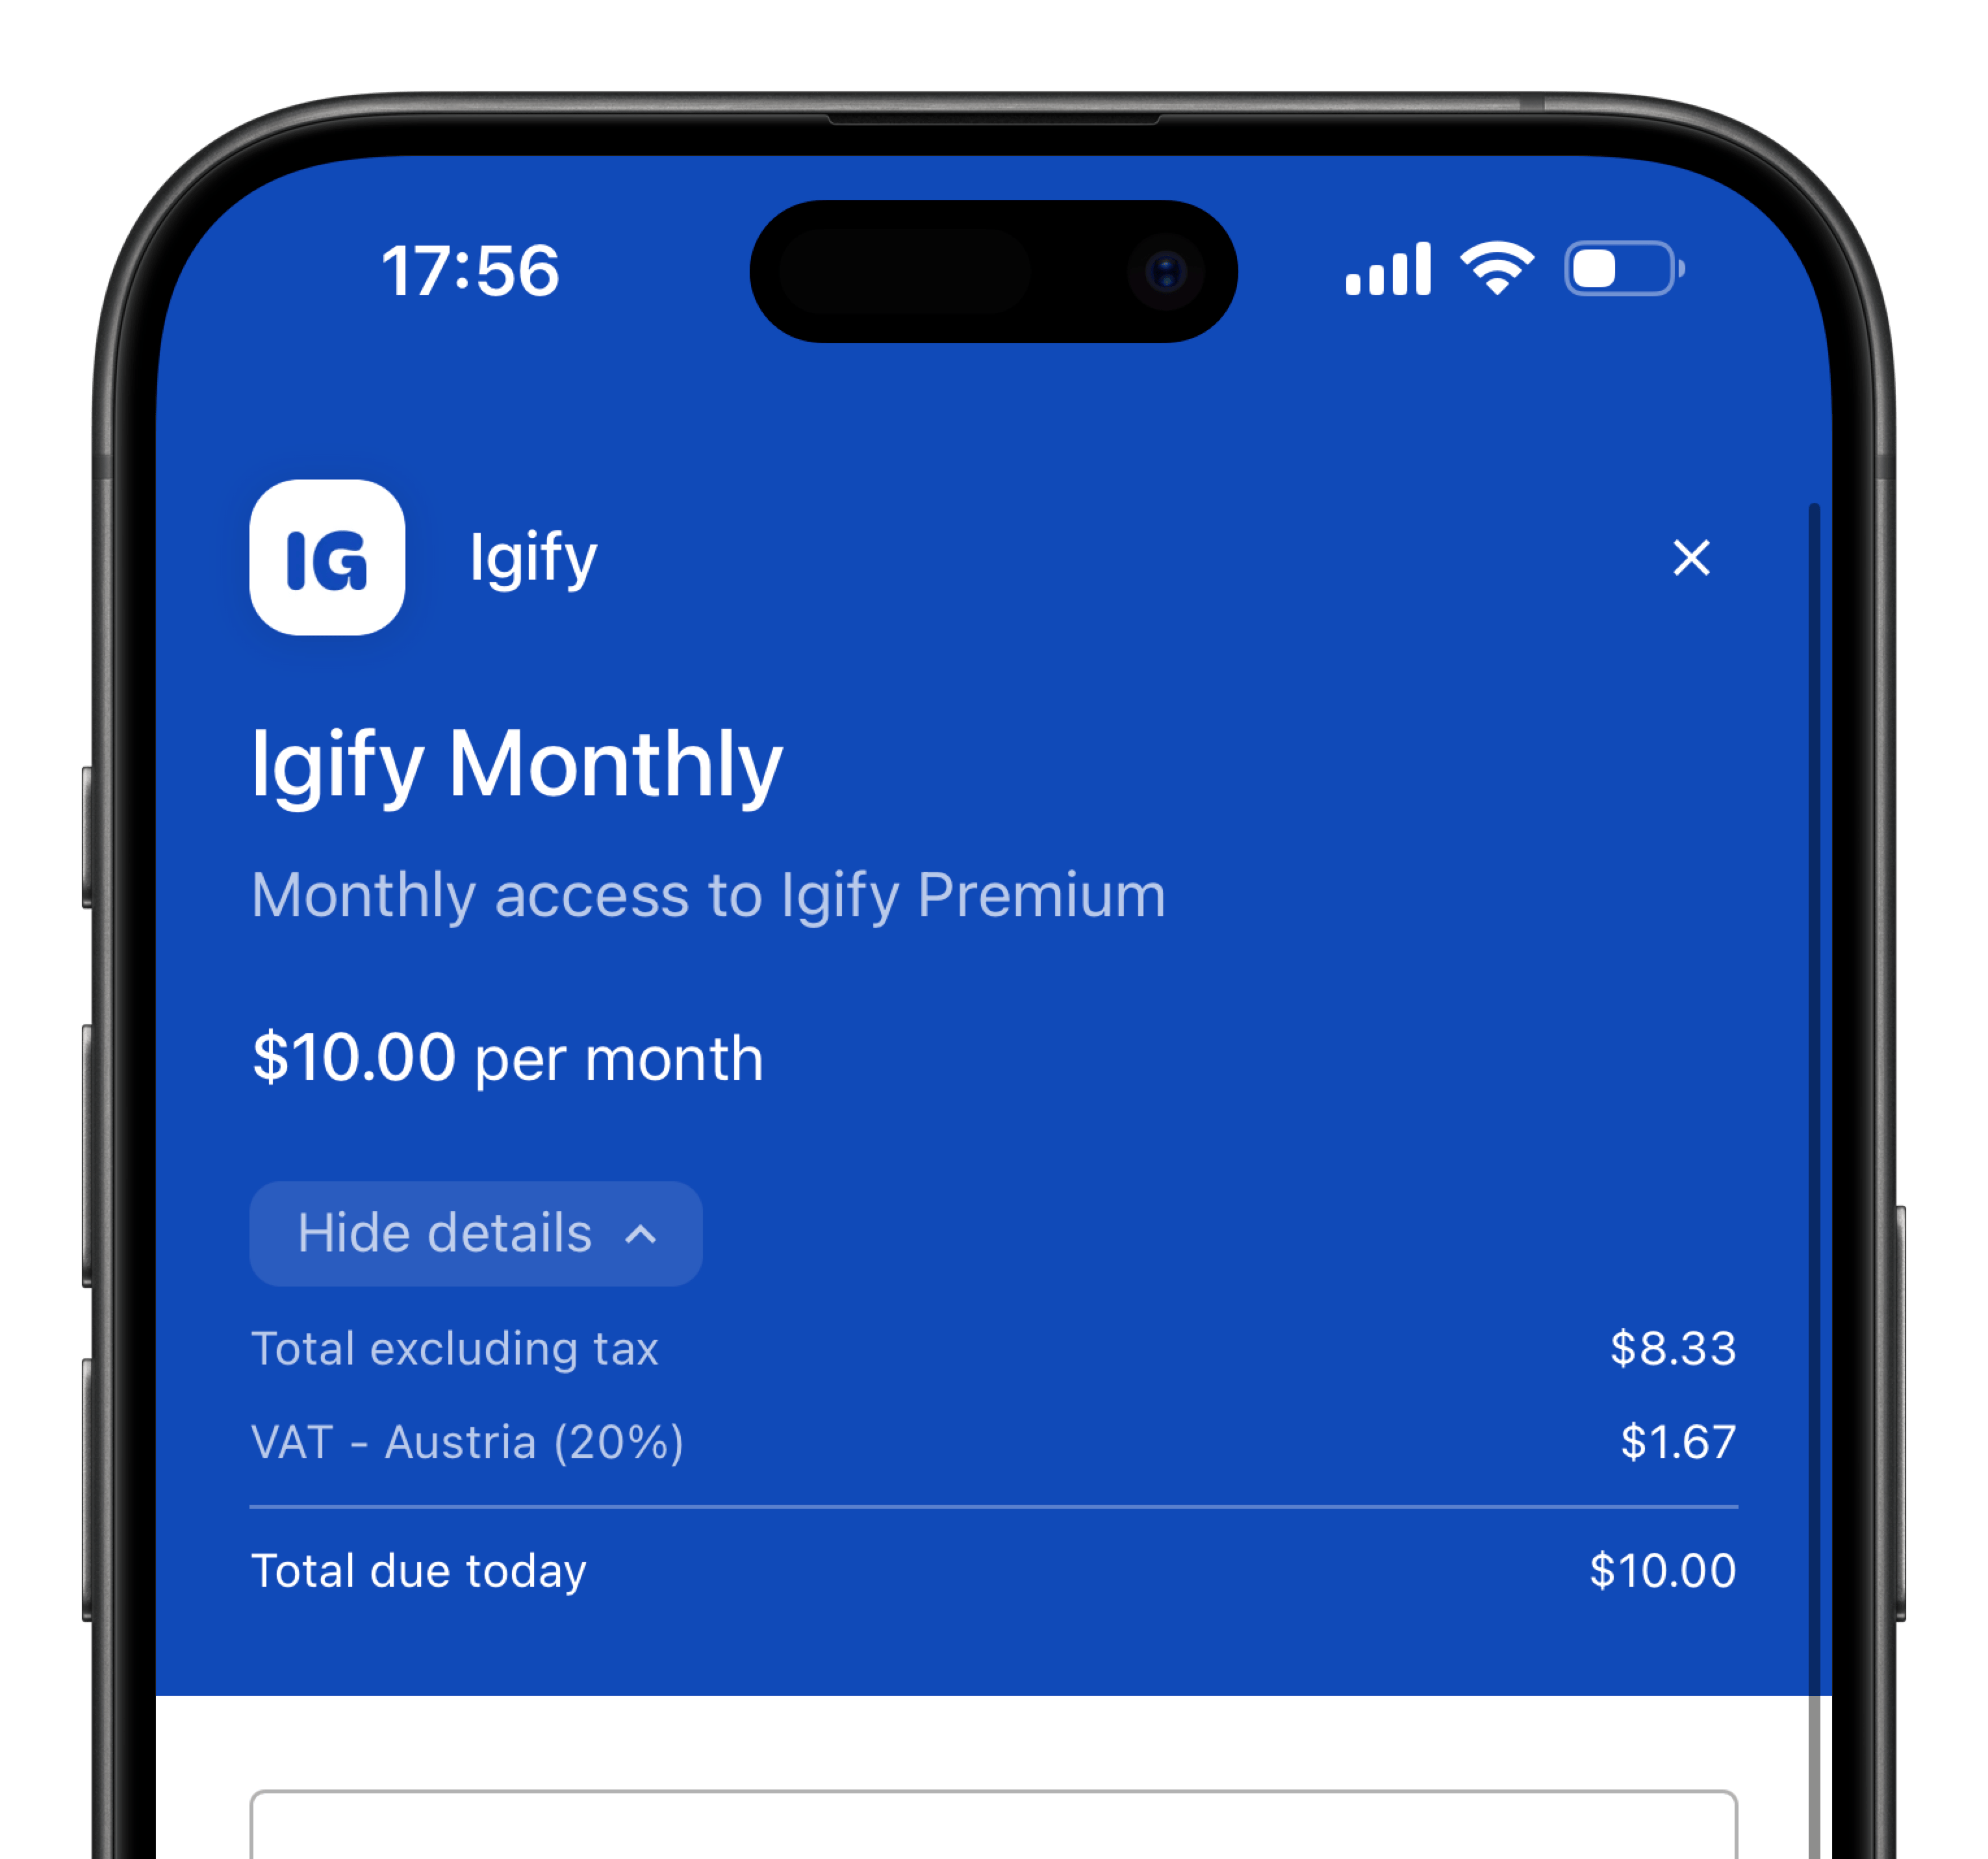 17:56
IG
Igify
Igify Monthly
Monthly access to Igify Premium
$10.00 per month
Hide details
Total excluding tax $8.33
VAT - Austria (20%) $1.67
Total due today $10.00